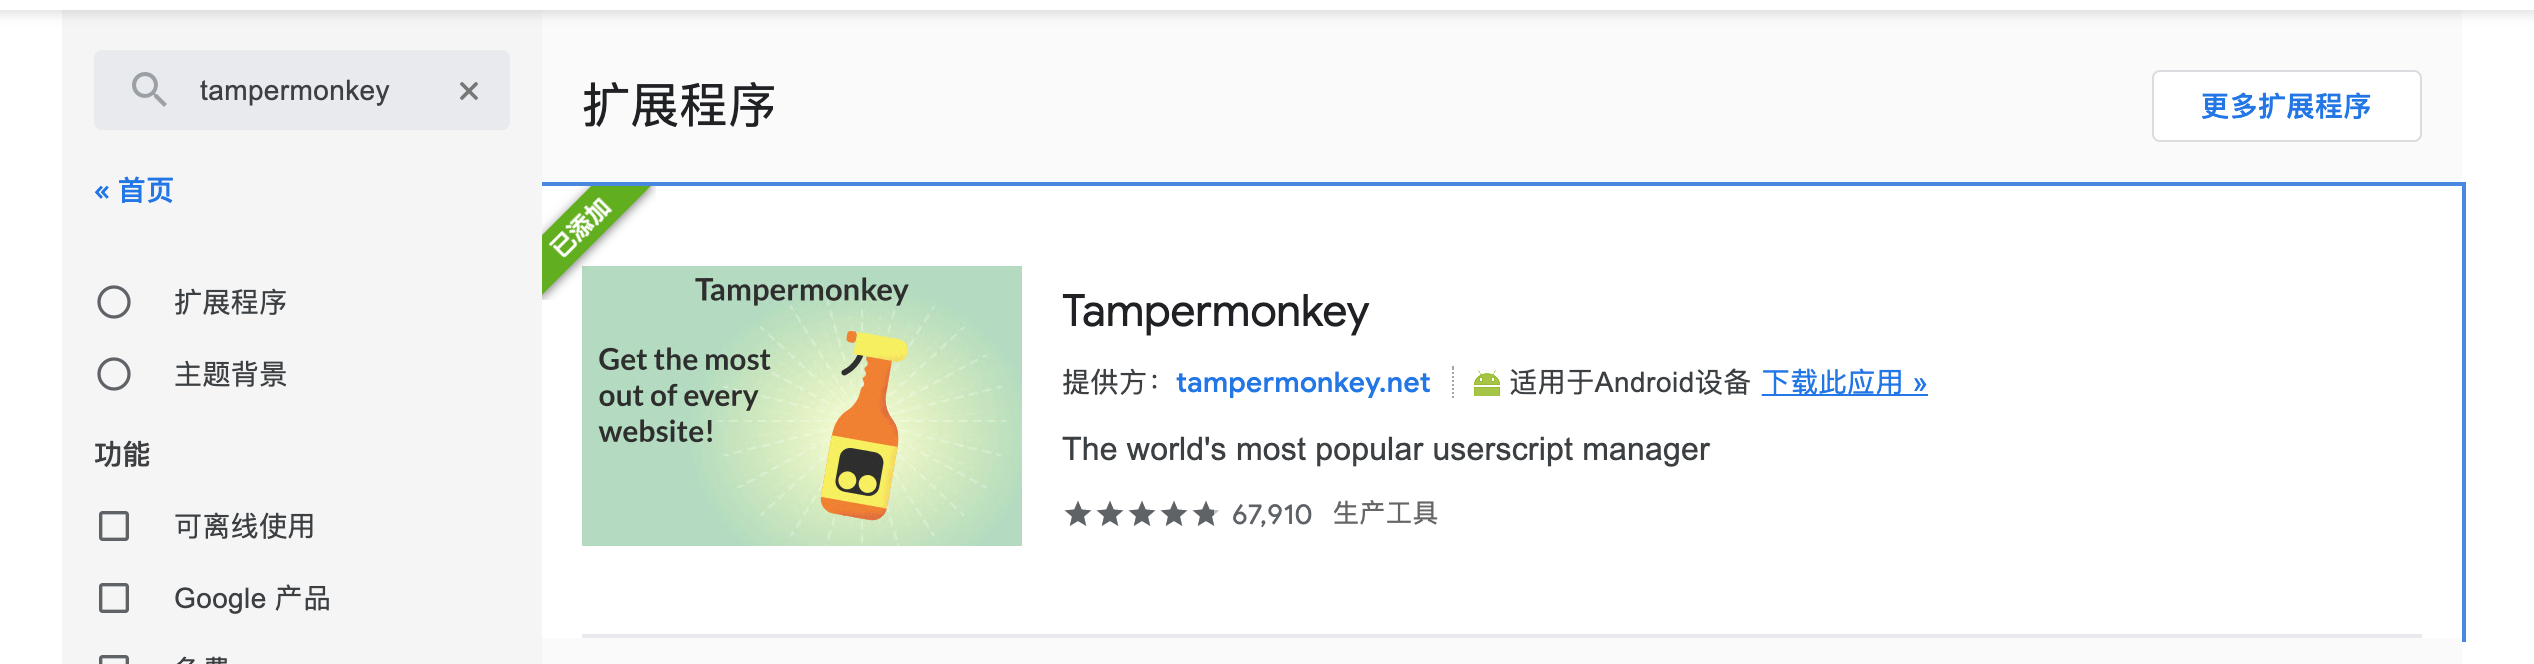 tampermonkey
« 首页
扩展程序
主题背景
功能
可离线使用
Google 产品
免费
扩展程序
更多扩展程序
已添加
Tampermonkey
Get the most
out of every
website!
Tampermonkey
提供方： tampermonkey.net 适用于Android设备 下载此应用 »
The world's most popular userscript manager
67,910 生产工具